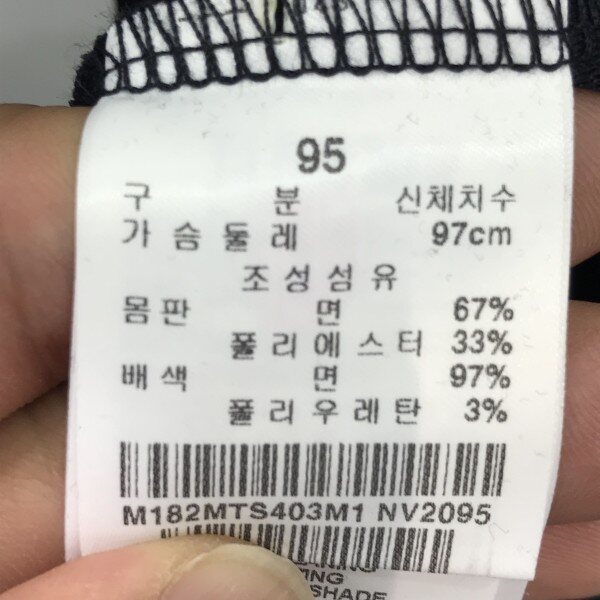 95
구 분 신체치수
가슴둘레 97cm
조성섬유
몸판 면 67%
폴리에스터 33%
배색 면 97%
폴리우레탄 3%
M182MTS403M1 NV2095
SHADE